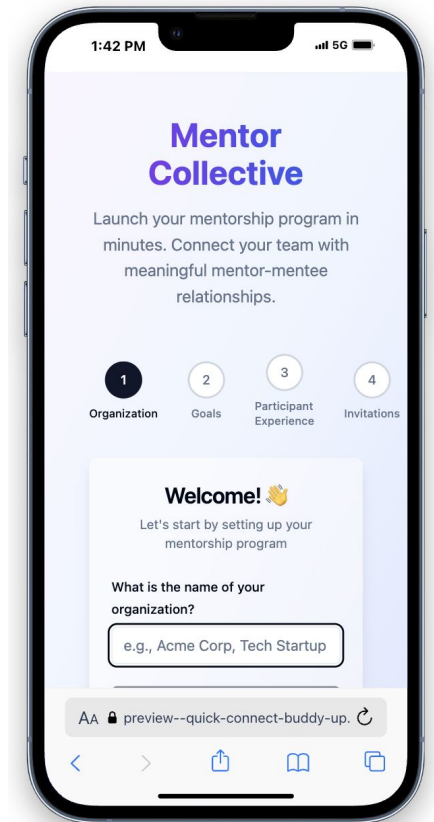 1:42 PM
5G
Mentor
Collective
Launch your mentorship program in
minutes. Connect your team with
meaningful mentor-mentee
relationships.
1
2
3
4
Organization
Goals
Participant
Experience
Invitations
Welcome! 👋
Let's start by setting up your
mentorship program
What is the name of your
organization?
e.g., Acme Corp, Tech Startup
AA preview--quick-connect-buddy-up.